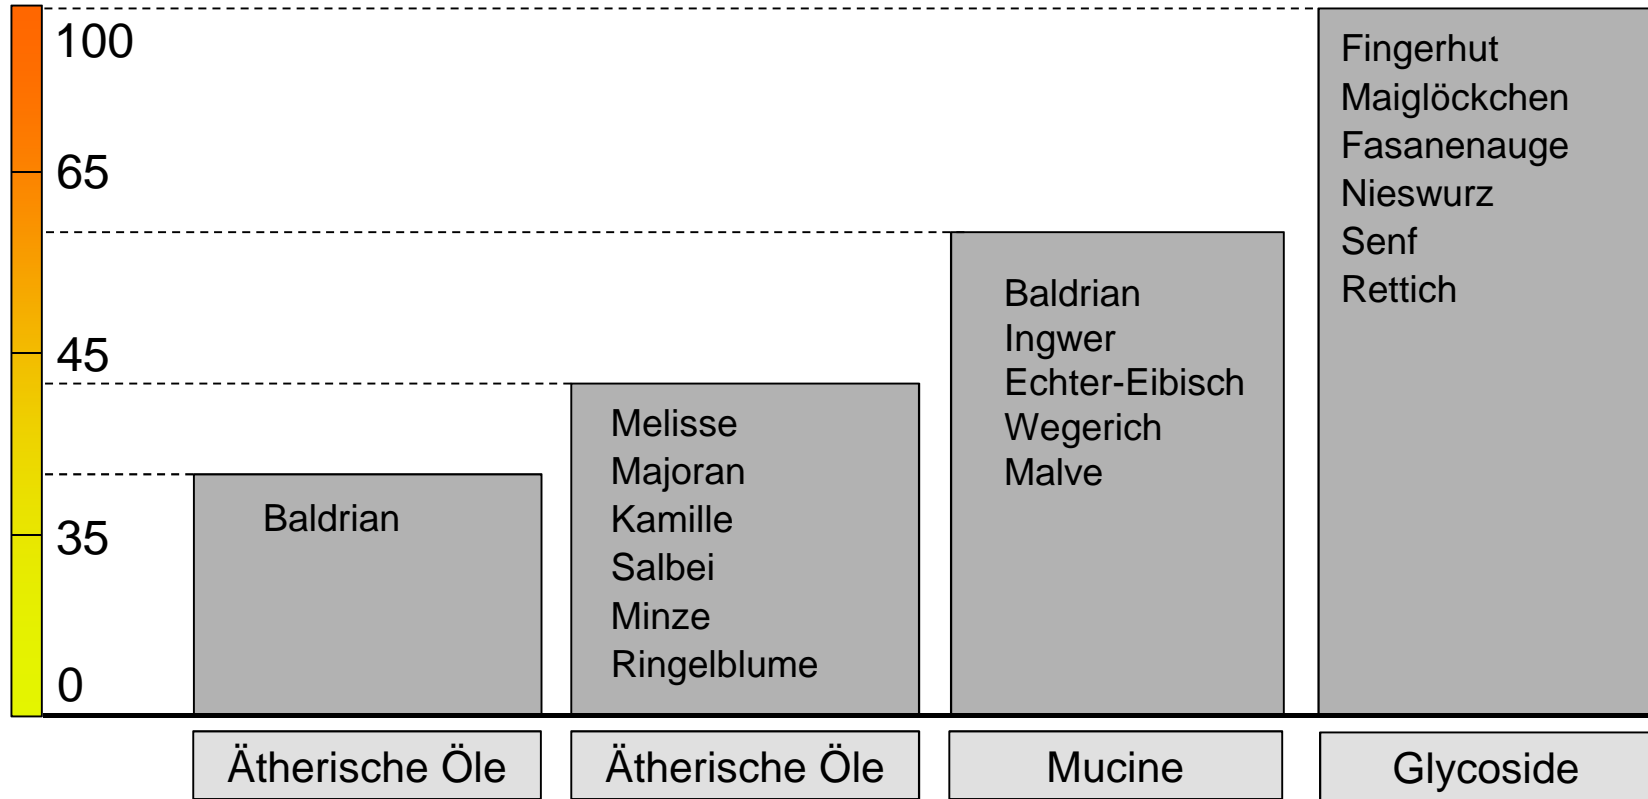 100
65
45
35
0
Baldrian
Melisse
Majoran
Kamille
Salbei
Minze
Ringelblume
Baldrian
Ingwer
Echter-Eibisch
Wegerich
Malve
Fingerhut
Maiglöckchen
Fasanenauge
Nieswurz
Senf
Rettich
Ätherische Öle
Ätherische Öle
Mucine
Glycoside